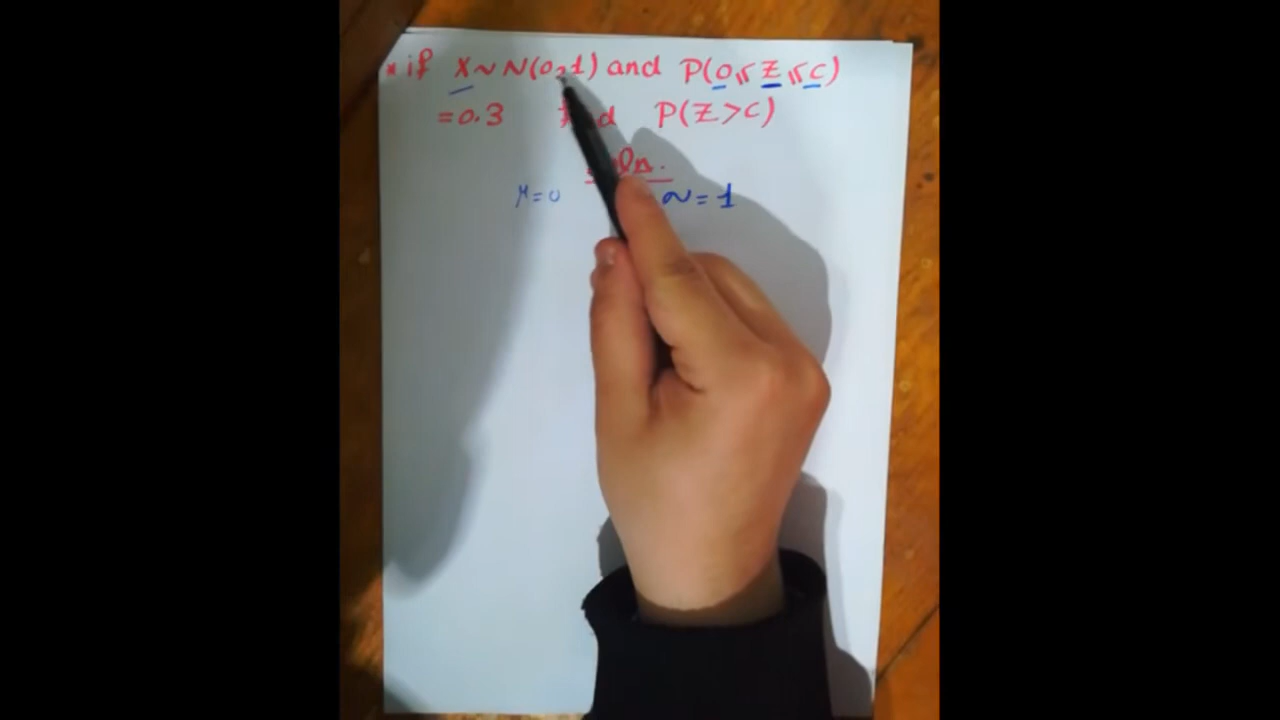 * if X ~ N(0,1) and P(0 ≤ Z ≤ C)
= 0.3 P(Z > C)
μ = 0 ~ = 1